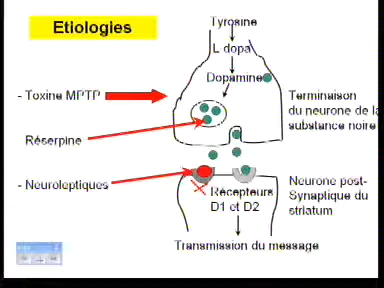 Etiologies
Tyrosine
L dopa
Dopamine
- Toxine MPTP
Terminaison
du neurone de la
substance noire
Réserpine
- Neuroleptiques
Récepteurs
D1 et D2
Neurone post-
Synaptique du
striatum
Transmission du message